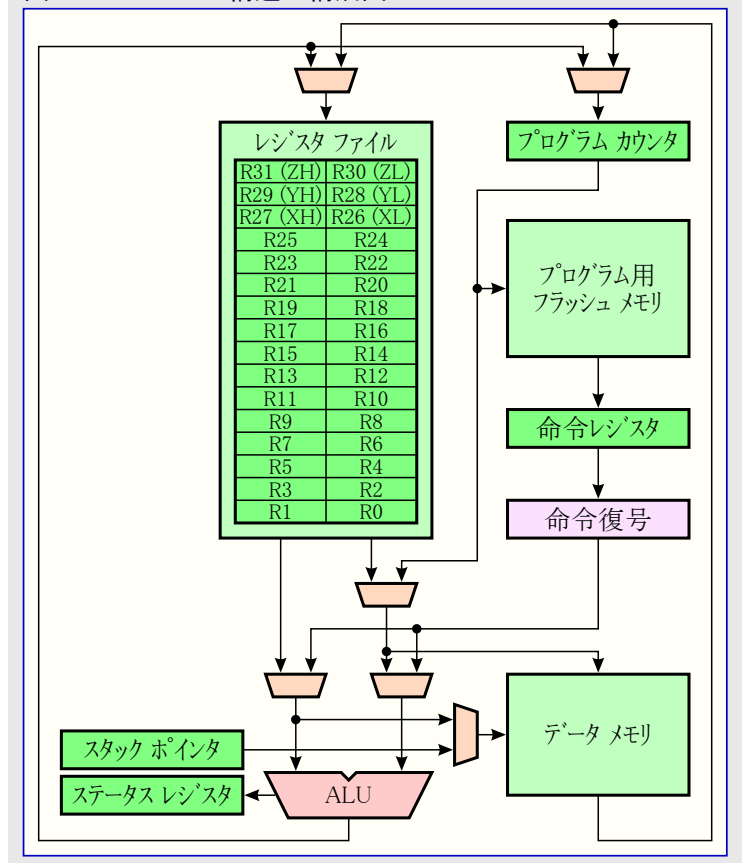 レジスタ ファイル
R31 (ZH) R30 (ZL)
R29 (YH) R28 (YL)
R27 (XH) R26 (XL)
R25 R24
R23 R22
R21 R20
R19 R18
R17 R16
R15 R14
R13 R12
R11 R10
R9 R8
R7 R6
R5 R4
R3 R2
R1 R0
プログラム カウンタ
プログラム用
フラッシュ メモリ
命令レジスタ
命令復号
データ メモリ
スタック ポインタ
ステータス レジスタ
ALU